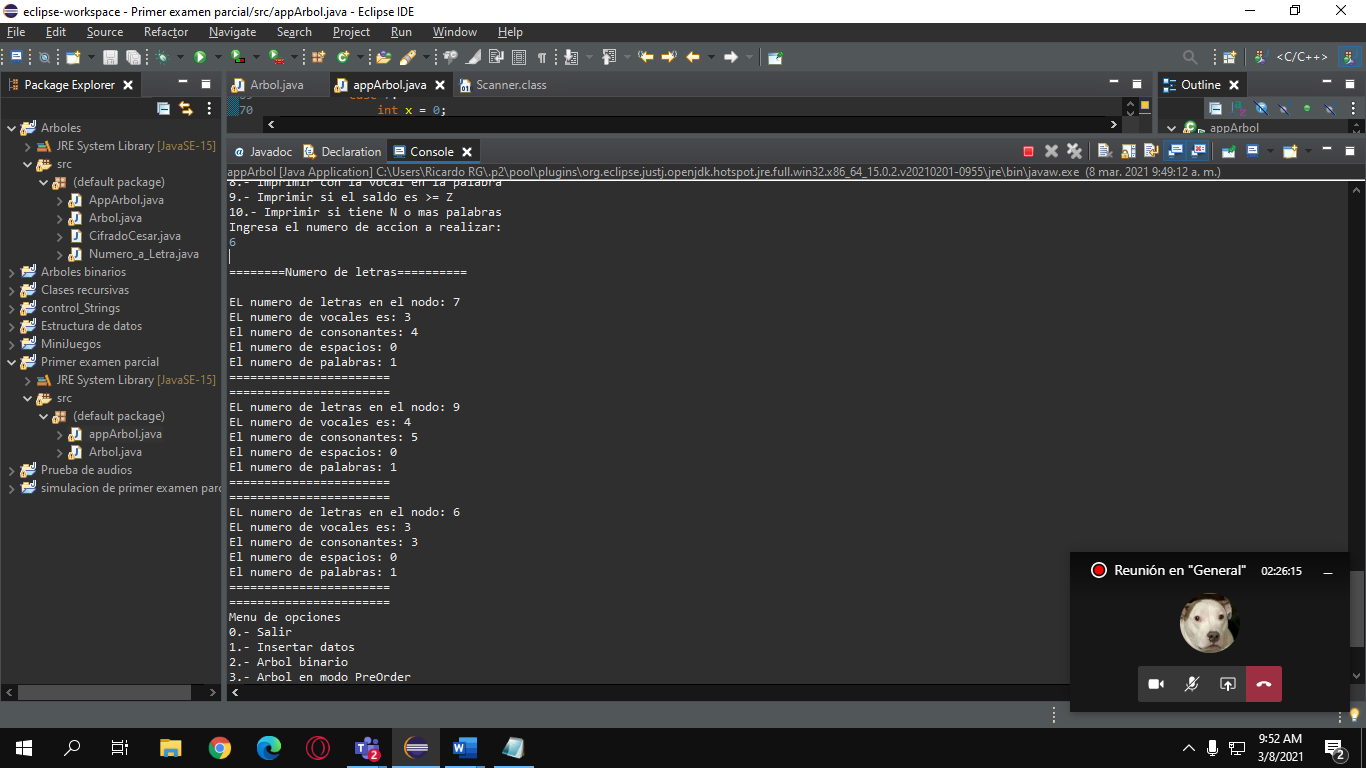 eclipse-workspace - Primer examen parcial/src/appArbol.java - Eclipse IDE
File Edit Source Refactor Navigate Search Project Run Window Help
<C/C++>
Package Explorer
Arbol.java appArbol.java Scanner.class
Outline
70 int x = 0;
appArbol
Arboles
JRE System Library [JavaSE-15]
src
(default package)
AppArbol.java
Arbol.java
CifradoCesar.java
Numero_a_Letra.java
Arboles binarios
Clases recursivas
control_Strings
Estructura de datos
MiniJuegos
Primer examen parcial
JRE System Library [JavaSE-15]
src
(default package)
appArbol.java
Arbol.java
Prueba de audios
simulacion de primer examen parc
@ Javadoc Declaration Console
appArbol [Java Application] C:\Users\Ricardo RG\.p2\pool\plugins\org.eclipse.justj.openjdk.hotspot.jre.full.win32.x86_64_15.0.2.v20210201-0955\jre\bin\javaw.exe (8 mar. 2021 9:49:12 a. m.)
8.- Imprimir con la vocal en la palabra
9.- Imprimir si el saldo es >= Z
10.- Imprimir si tiene N o mas palabras
Ingresa el numero de accion a realizar:
6
========Numero de letras==========
EL numero de letras en el nodo: 7
EL numero de vocales es: 3
El numero de consonantes: 4
El numero de espacios: 0
El numero de palabras: 1
=======================
=======================
EL numero de letras en el nodo: 9
EL numero de vocales es: 4
El numero de consonantes: 5
El numero de espacios: 0
El numero de palabras: 1
=======================
=======================
EL numero de letras en el nodo: 6
EL numero de vocales es: 3
El numero de consonantes: 3
El numero de espacios: 0
El numero de palabras: 1
=======================
=======================
Menu de opciones
0.- Salir
1.- Insertar datos
2.- Arbol binario
3.- Arbol en modo PreOrder
Reunión en "General" 02:26:15
2
9:52 AM
3/8/2021
2